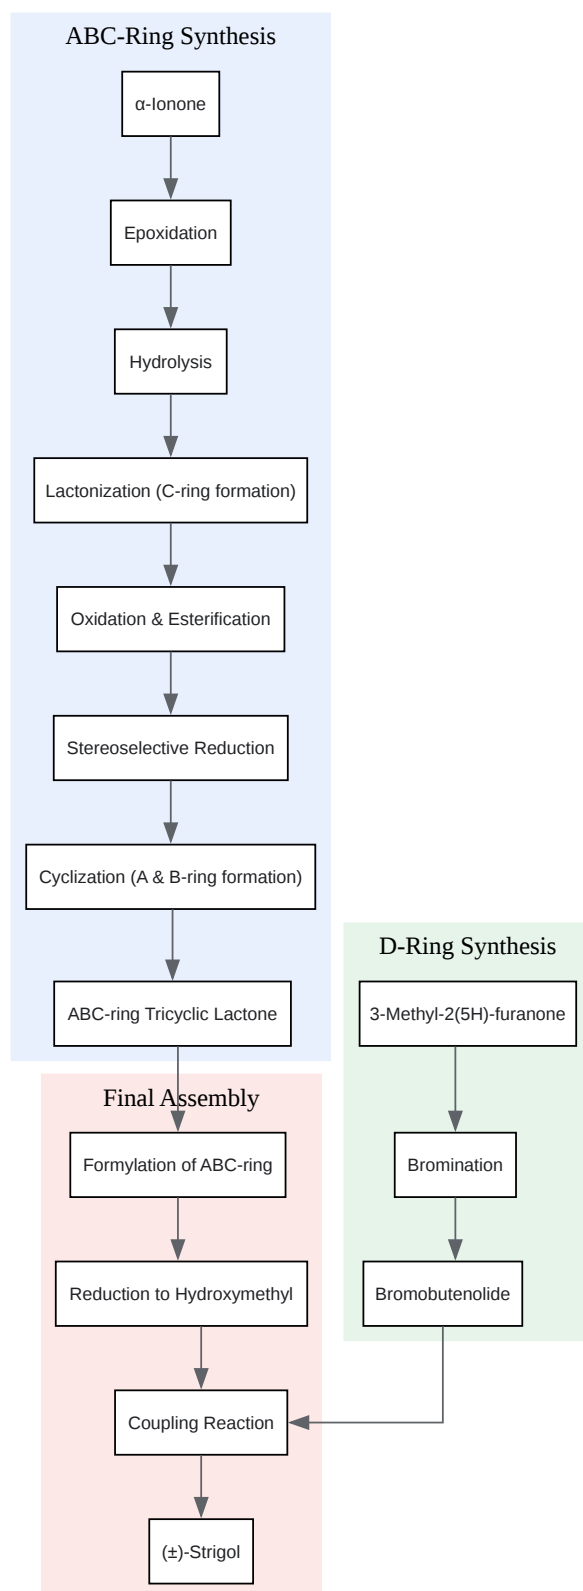 ABC-Ring Synthesis
α-Ionone
Epoxidation
Hydrolysis
Lactonization (C-ring formation)
Oxidation & Esterification
Stereoselective Reduction
Cyclization (A & B-ring formation)
ABC-ring Tricyclic Lactone
D-Ring Synthesis
3-Methyl-2(5H)-furanone
Bromination
Bromobutenolide
Final Assembly
Formylation of ABC-ring
Reduction to Hydroxymethyl
Coupling Reaction
(±)-Strigol